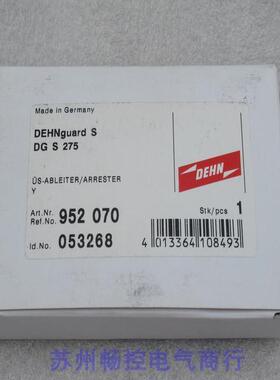 Made in Germany
DEHNguard S
DG S 275
DEHN
ÜS-ABLEITER/ARRESTER
Y
Art.Nr.
Ref.No. 952 070
Stk/pcs 1
Id.No. 053268
4 013364 108493
苏州畅控电气商行